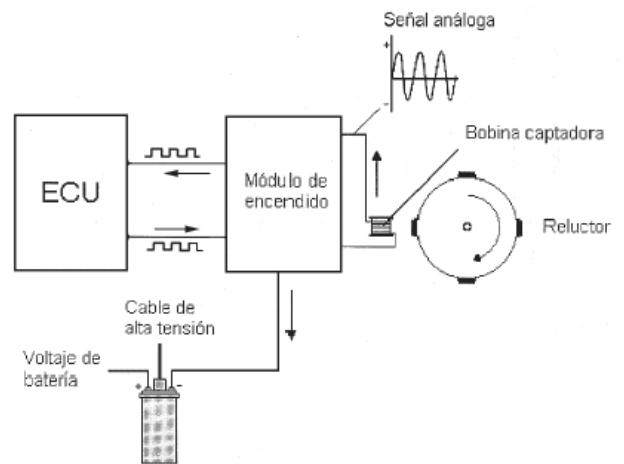 Señal análoga
+
-
Bobina captadora
ECU
Módulo de
encendido
Reluctor
Cable de
alta tensión
Voltaje de
batería
+
-